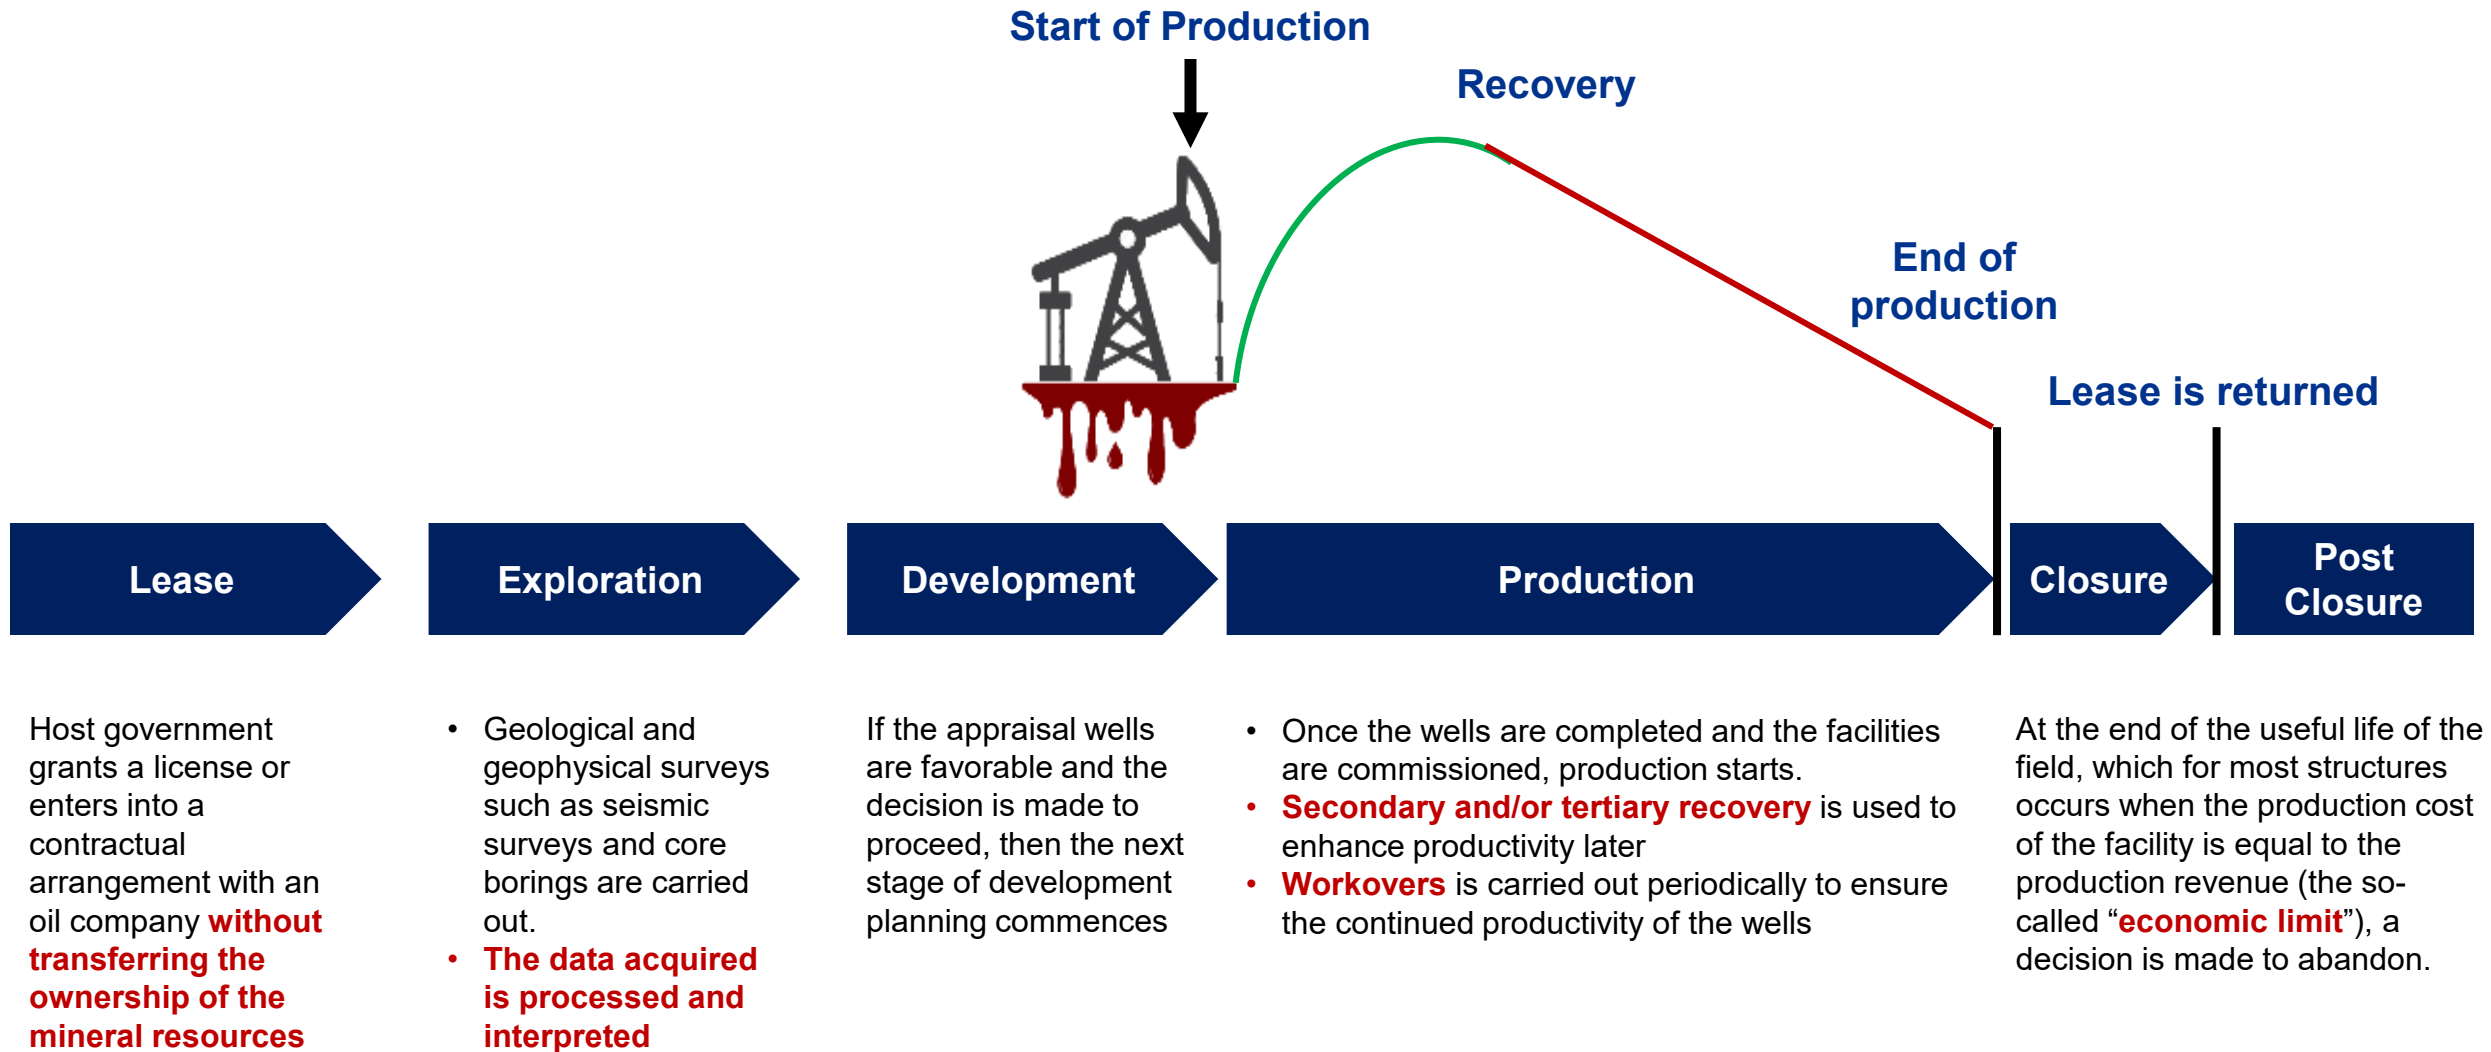 Start of Production
Recovery
End of
production
Lease is returned
Lease
Exploration
Development
Production
Closure
Post
Closure
Host government
grants a license or
enters into a
contractual
arrangement with an
oil company without
transferring the
ownership of the
mineral resources
• Geological and
geophysical surveys
such as seismic
surveys and core
borings are carried
out.
• The data acquired
is processed and
interpreted
If the appraisal wells
are favorable and the
decision is made to
proceed, then the next
stage of development
planning commences
• Once the wells are completed and the facilities
are commissioned, production starts.
• Secondary and/or tertiary recovery is used to
enhance productivity later
• Workovers is carried out periodically to ensure
the continued productivity of the wells
At the end of the useful life of the
field, which for most structures
occurs when the production cost
of the facility is equal to the
production revenue (the so-
called “economic limit”), a
decision is made to abandon.